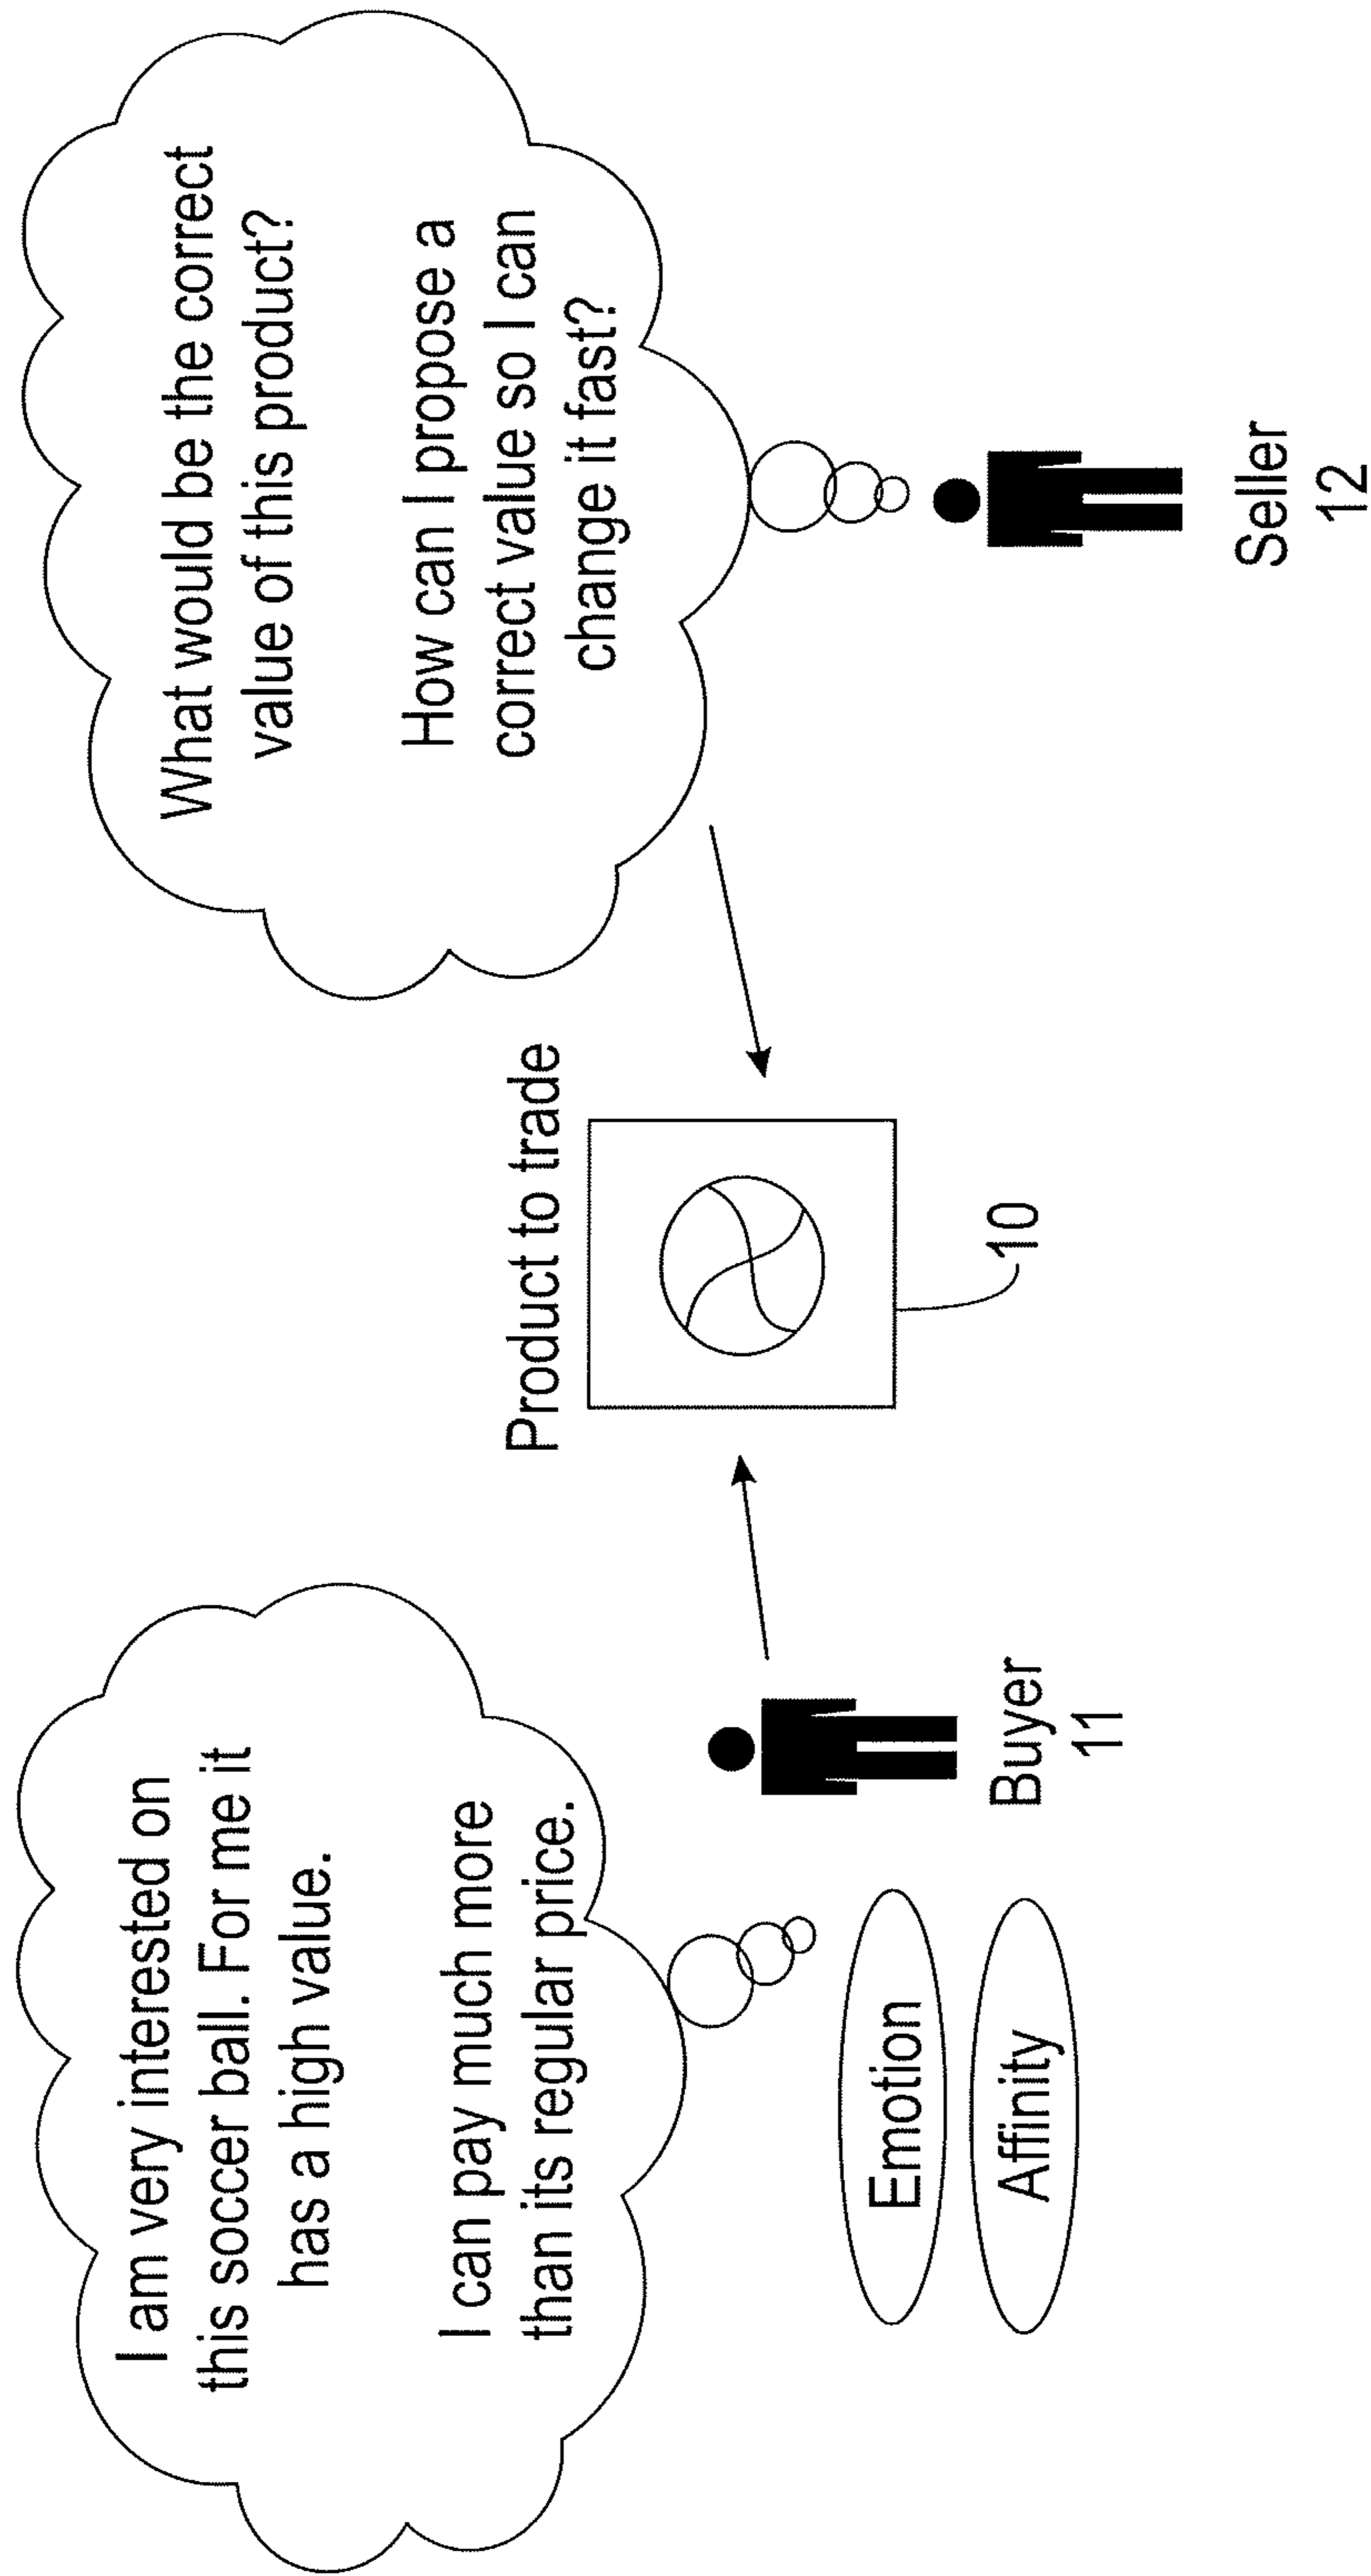 I am very interested on
this soccer ball. For me it
has a high value.
I can pay much more
than its regular price.
Emotion
Affinity
Buyer
11
Product to trade
10
What would be the correct
value of this product?
How can I propose a
correct value so I can
change it fast?
Seller
12